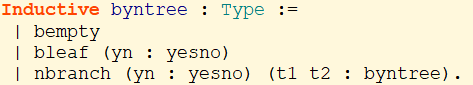 Inductive byntree : Type :=
| bempty
| bleaf (yn : yesno)
| nbranch (yn : yesno) (t1 t2 : byntree).